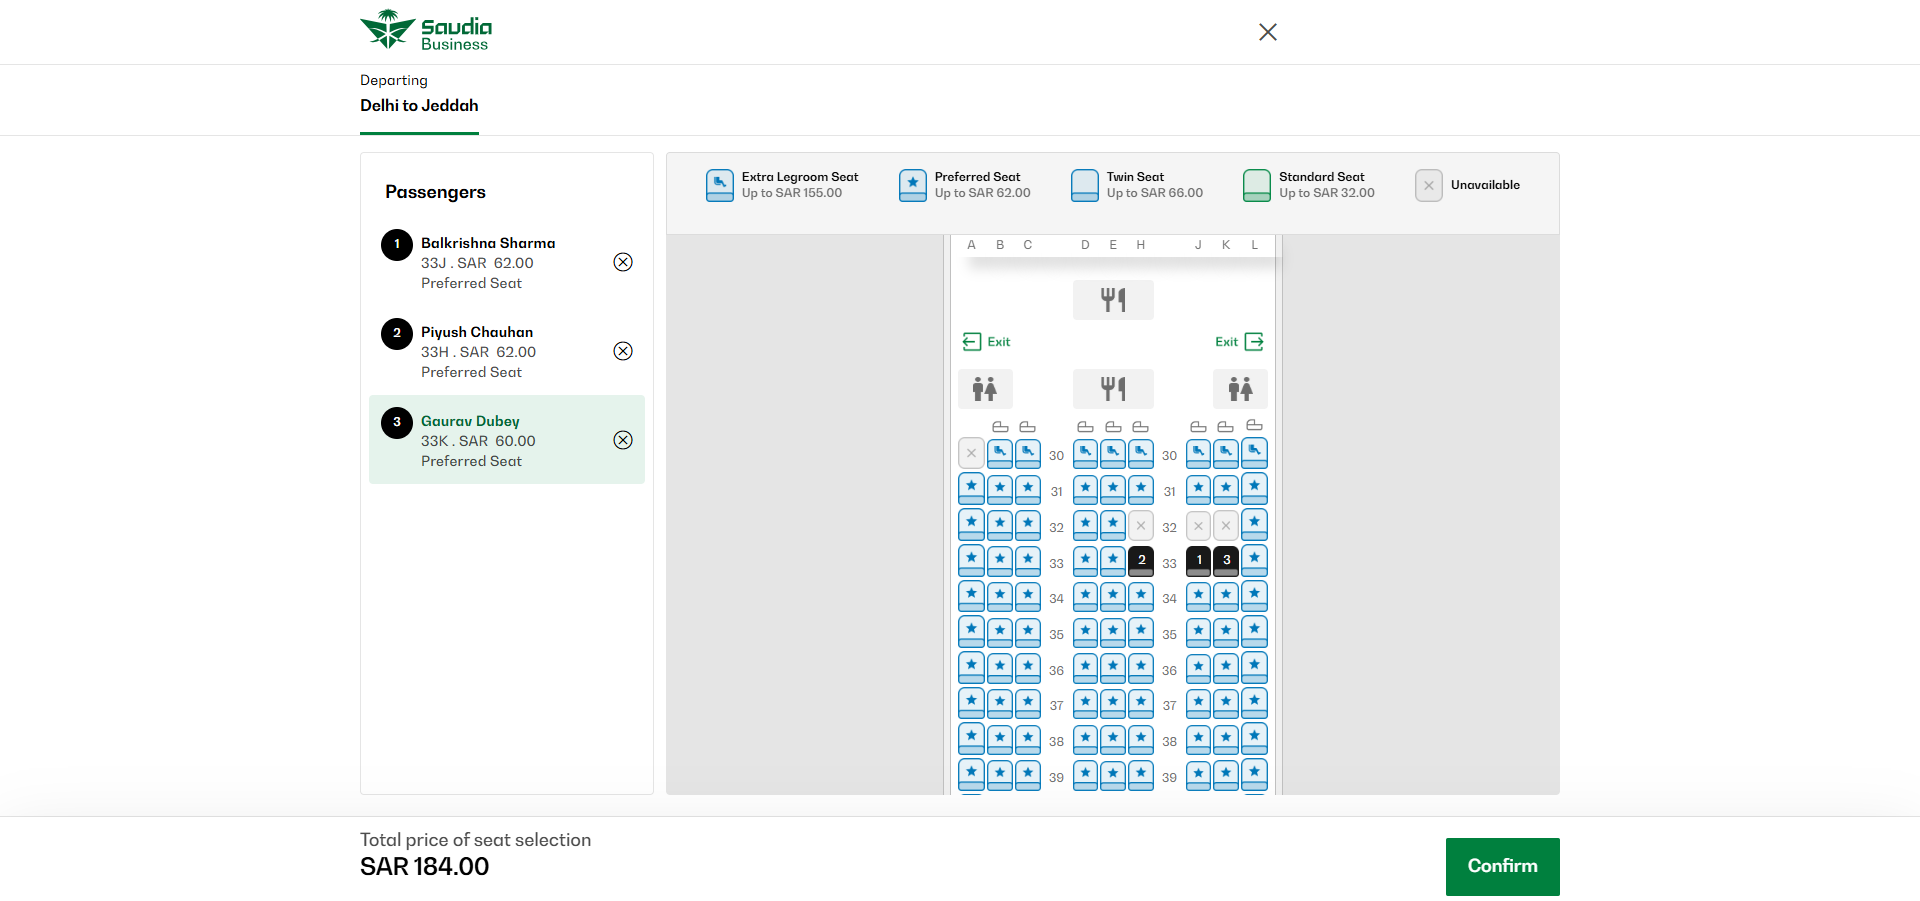 Saudia
Business
Departing
Delhi to Jeddah
Passengers
1
Balkrishna Sharma
33J . SAR 62.00
Preferred Seat
2
Piyush Chauhan
33H . SAR 62.00
Preferred Seat
3
Gaurav Dubey
33K . SAR 60.00
Preferred Seat
Extra Legroom Seat
Up to SAR 155.00
Preferred Seat
Up to SAR 62.00
Twin Seat
Up to SAR 66.00
Standard Seat
Up to SAR 32.00
Unavailable
A B C D E H J K L
Exit Exit
30 30
31 31
32 32
33 2 33 1 3
34 34
35 35
36 36
37 37
38 38
39 39
Total price of seat selection
SAR 184.00
Confirm